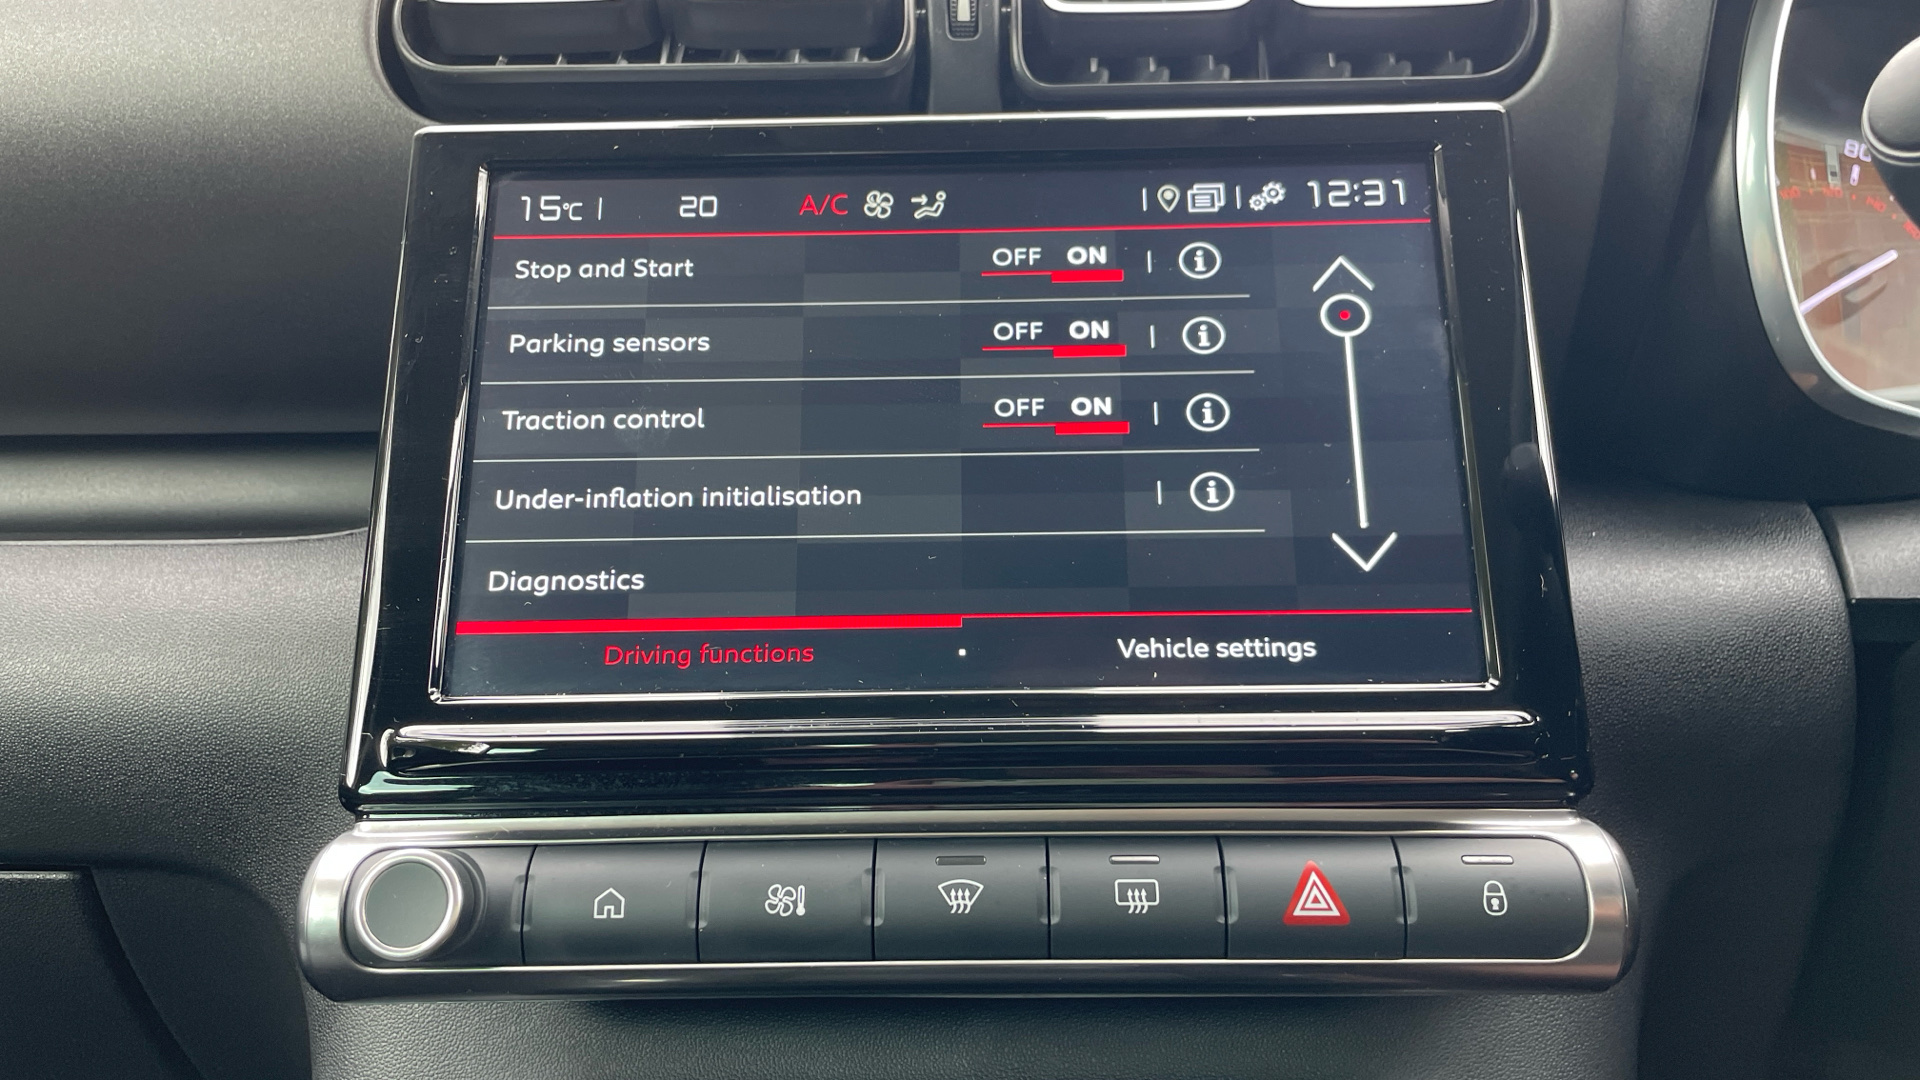 15°C | 20 A/C 12:31
Stop and Start OFF ON
Parking sensors OFF ON
Traction control OFF ON
Under-inflation initialisation
Diagnostics
Driving functions Vehicle settings
80